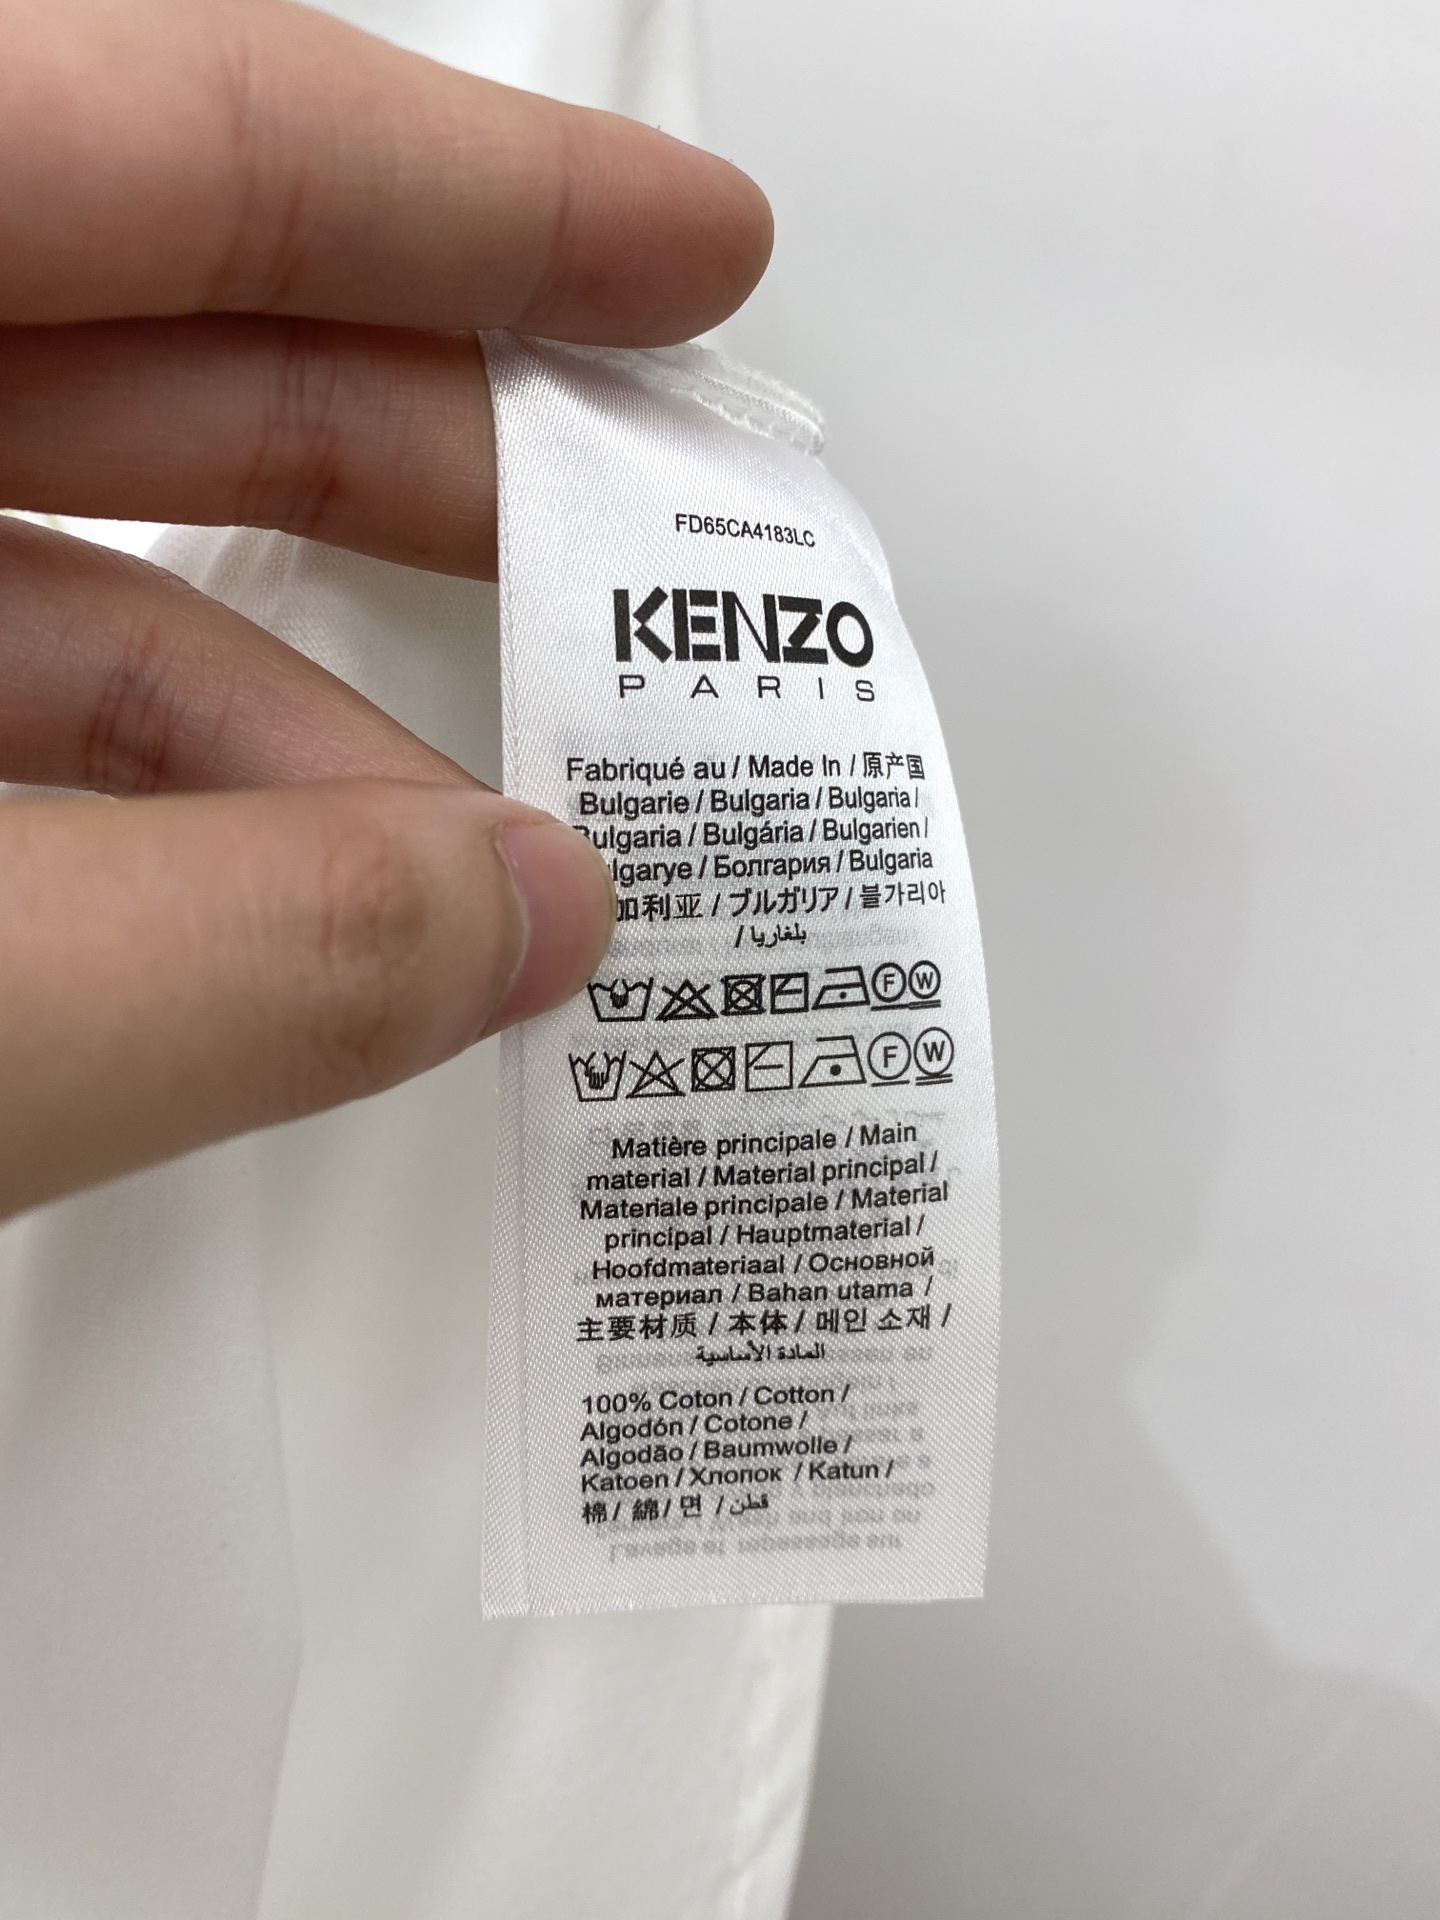 FD65CA4183LC
KENZO
PARIS
Fabriqué au / Made In / 原产国
Bulgarie / Bulgaria / Bulgaria /
Bulgaria / Bulgária / Bulgarien /
lgarye / Болгария / Bulgaria
加利亚 / ブルガリア / 불가리아
/ بلغاريا
F W
F W
Matière principale / Main
material / Material principal /
Materiale principale / Material
principal / Hauptmaterial /
Hoofdmateriaal / Основной
материал / Bahan utama /
主要材质 / 本体 / 메인 소재 /
المادة الأساسية
100% Coton / Cotton /
Algodón / Cotone /
Algodão / Baumwolle /
Katoen / Хлопок / Katun /
棉 / 綿 / 면 / قطن